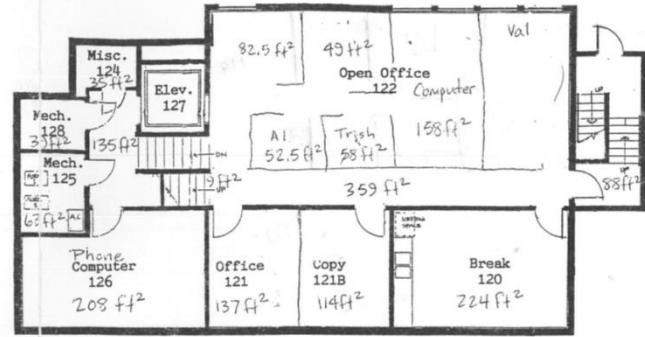 Misc.
124
35 ft²
Elev.
127
82.5 ft²
49 ft²
Val
Open Office
122
Computer
158 ft²
Mech.
128
135 ft²
Mech.
125
63 ft²
A.C.
DN
UP
9 ft²
Al
52.5 ft²
Trish
58 ft²
359 ft²
UP
UP
88 ft²
Phone
Computer
126
208 ft²
Office
121
137 ft²
Copy
121B
114 ft²
Break
120
224 ft²